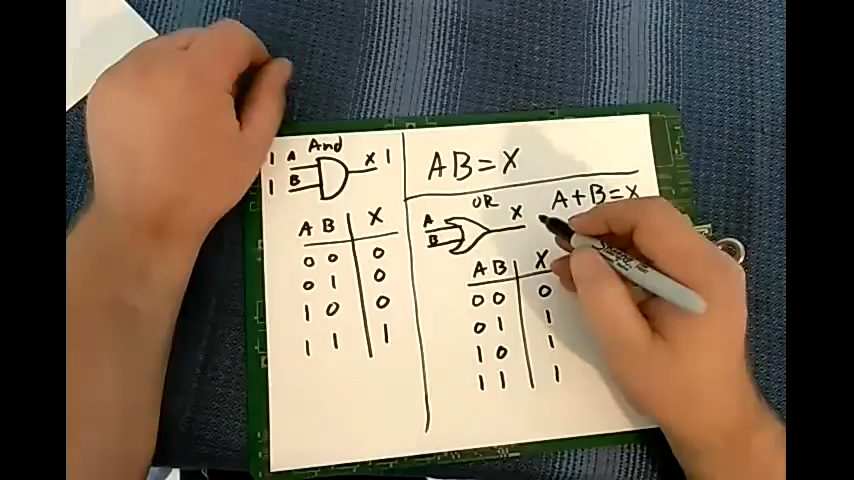 And
1 A X 1
1 B
AB=X
A B X
0 0 0
0 1 0
1 0 0
1 1 1
OR
A+B=X
A X
B
A B X
0 0 0
0 1 1
1 0 1
1 1 1
Sharpie